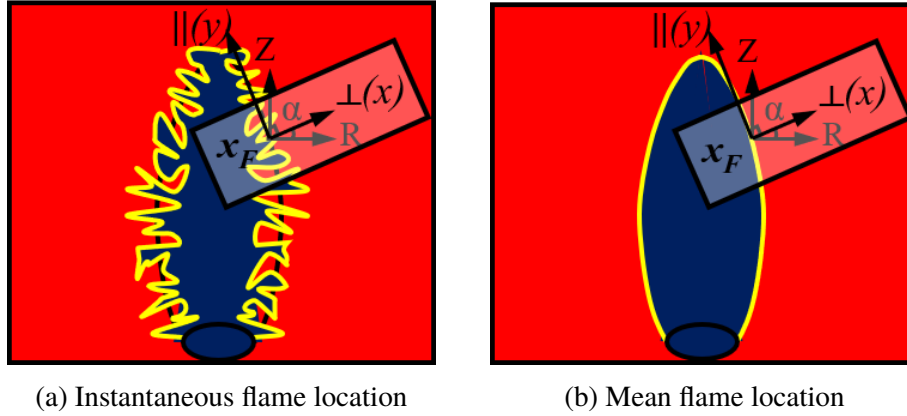 ||(y)
Z
⊥(x)
α
R
x_F
||(y)
Z
⊥(x)
α
R
x_F
(a) Instantaneous flame location
(b) Mean flame location